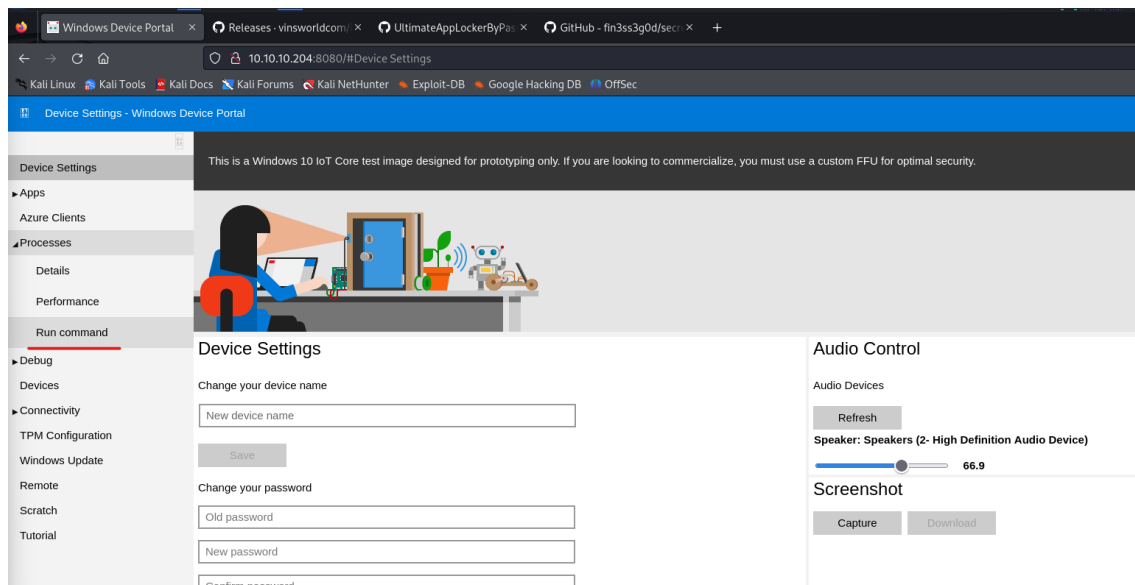 Windows Device Portal
Releases · vinsworldcom/
UltimateAppLockerByPas
GitHub - fin3ss3g0d/secre
10.10.10.204:8080/#Device Settings
Kali Linux Kali Tools Kali Docs Kali Forums Kali NetHunter Exploit-DB Google Hacking DB OffSec
Device Settings - Windows Device Portal
This is a Windows 10 IoT Core test image designed for prototyping only. If you are looking to commercialize, you must use a custom FFU for optimal security.
Device Settings
Apps
Azure Clients
Processes
Details
Performance
Run command
Debug
Devices
Connectivity
TPM Configuration
Windows Update
Remote
Scratch
Tutorial
Device Settings
Change your device name
New device name
Save
Change your password
Old password
New password
Confirm password
Audio Control
Audio Devices
Refresh
Speaker: Speakers (2- High Definition Audio Device)
66.9
Screenshot
Capture Download